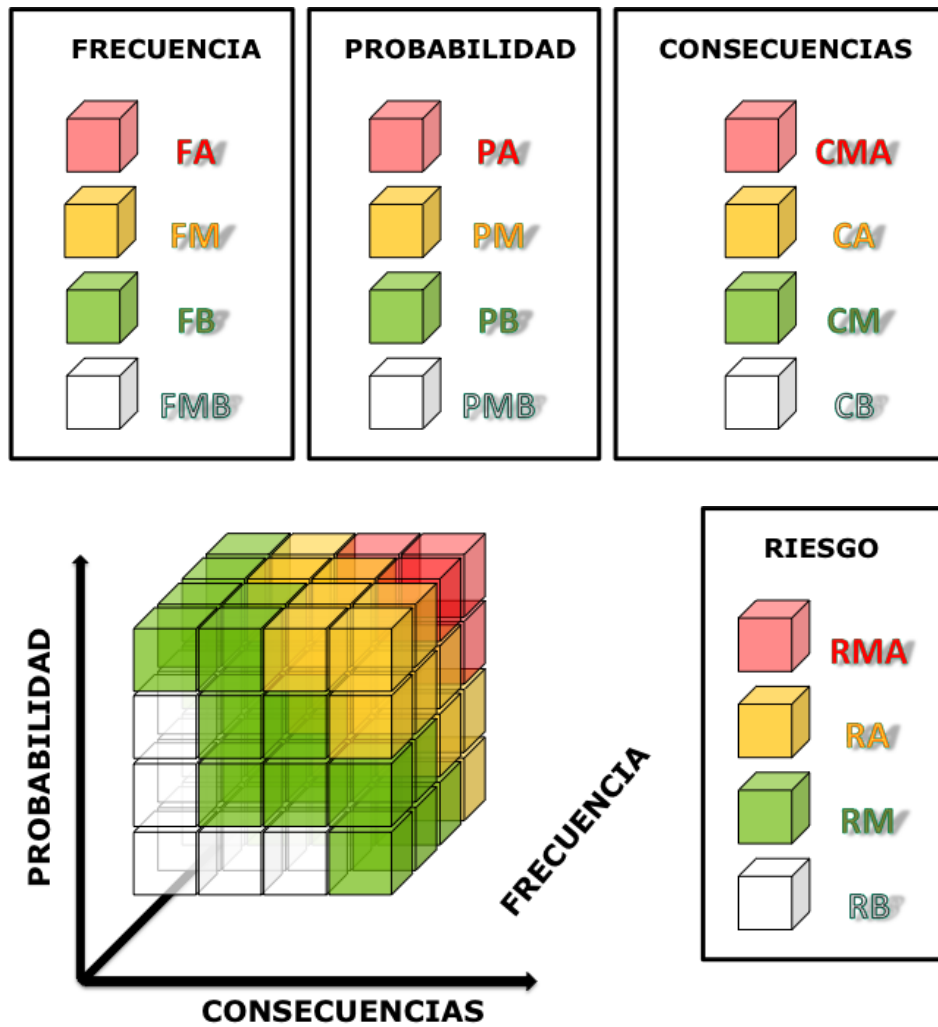 FRECUENCIA
FA
FM
FB
FMB
PROBABILIDAD
PA
PM
PB
PMB
CONSECUENCIAS
CMA
CA
CM
CB
PROBABILIDAD
FRECUENCIA
CONSECUENCIAS
RIESGO
RMA
RA
RM
RB